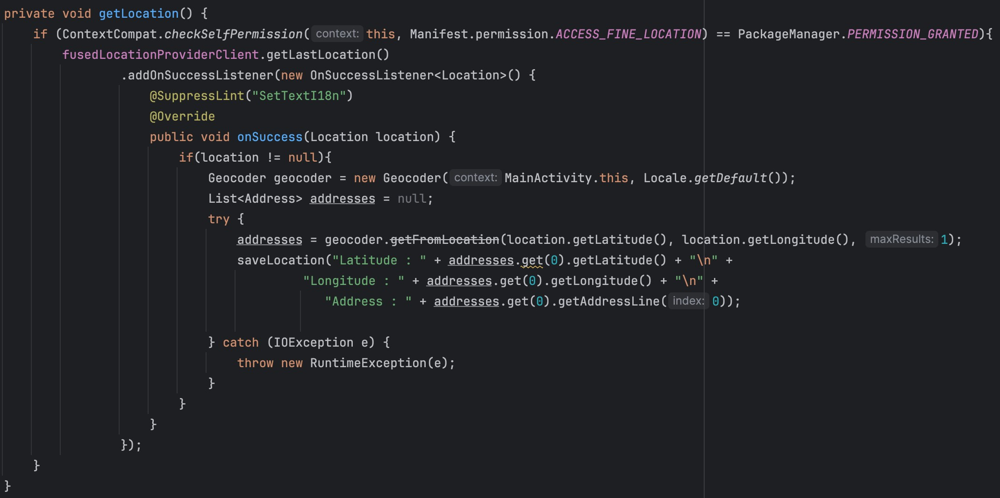 private void getLocation() {
if (ContextCompat.checkSelfPermission( context: this, Manifest.permission.ACCESS_FINE_LOCATION) == PackageManager.PERMISSION_GRANTED){
fusedLocationProviderClient.getLastLocation()
.addOnSuccessListener(new OnSuccessListener<Location>() {
@SuppressLint("SetTextI18n")
@Override
public void onSuccess(Location location) {
if(location != null){
Geocoder geocoder = new Geocoder( context: MainActivity.this, Locale.getDefault());
List<Address> addresses = null;
try {
addresses = geocoder.getFromLocation(location.getLatitude(), location.getLongitude(), maxResults: 1);
saveLocation("Latitude : " + addresses.get(0).getLatitude() + "\n" +
"Longitude : " + addresses.get(0).getLongitude() + "\n" +
"Address : " + addresses.get(0).getAddressLine( index: 0));
} catch (IOException e) {
throw new RuntimeException(e);
}
}
}
});
}
}